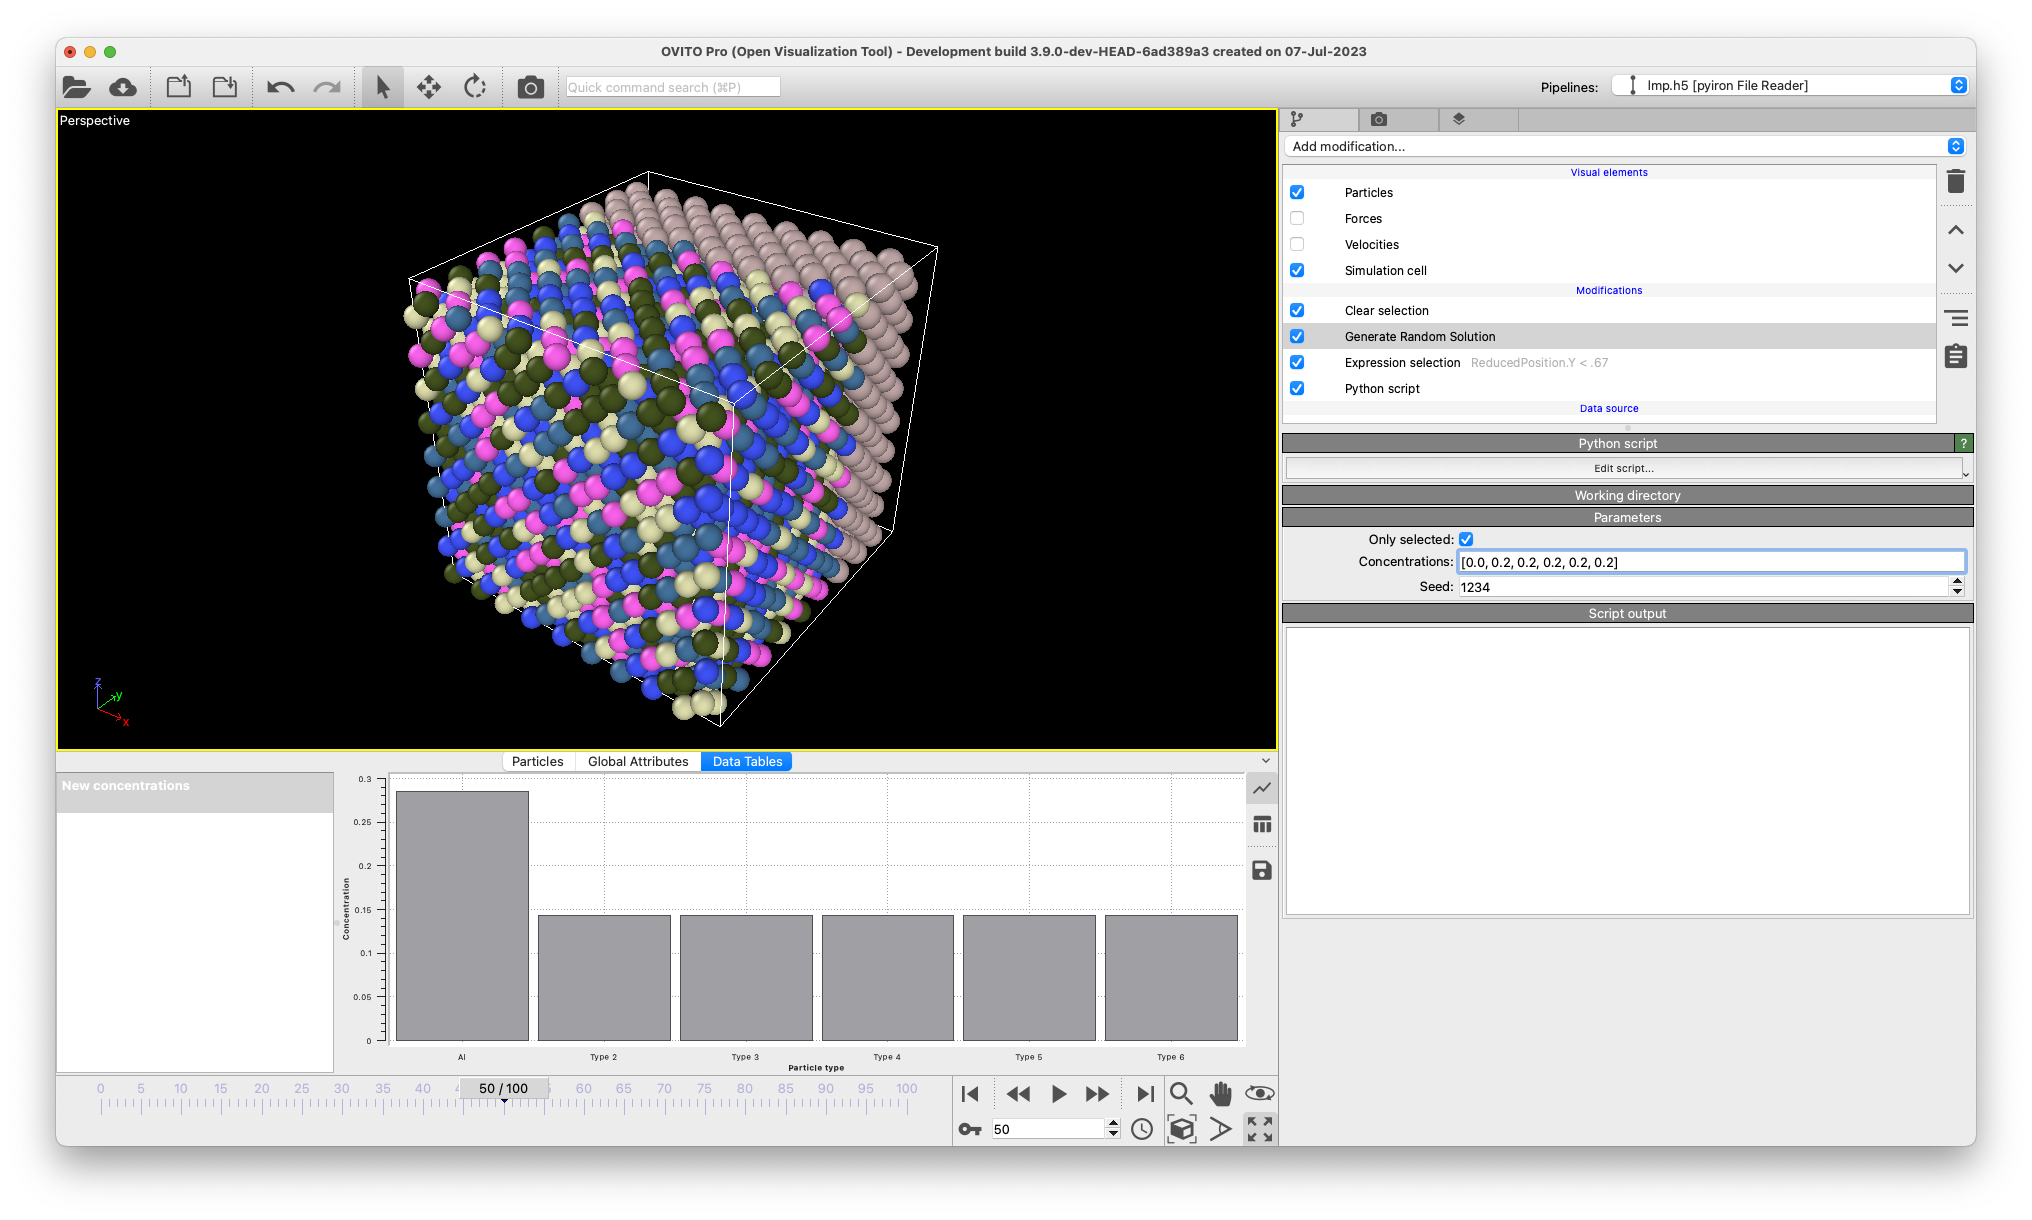 OVITO Pro (Open Visualization Tool) - Development build 3.9.0-dev-HEAD-6ad389a3 created on 07-Jul-2023
Quick command search (⌘P)
Pipelines:
lmp.h5 [pyiron File Reader]
Perspective
z
y
x
Add modification...
Visual elements
Particles
Forces
Velocities
Simulation cell
Modifications
Clear selection
Generate Random Solution
Expression selection ReducedPosition.Y < .67
Python script
Data source
Python script
?
Edit script...
Working directory
Parameters
Only selected:
Concentrations: [0.0, 0.2, 0.2, 0.2, 0.2, 0.2]
Seed: 1234
Script output
Particles Global Attributes Data Tables
New concentrations
0.3
0.25
0.2
0.15
0.1
0.05
0
Concentration
Al Type 2 Type 3 Type 4 Type 5 Type 6
Particle type
0 5 10 15 20 25 30 35 40 50 / 100 60 65 70 75 80 85 90 95 100
50